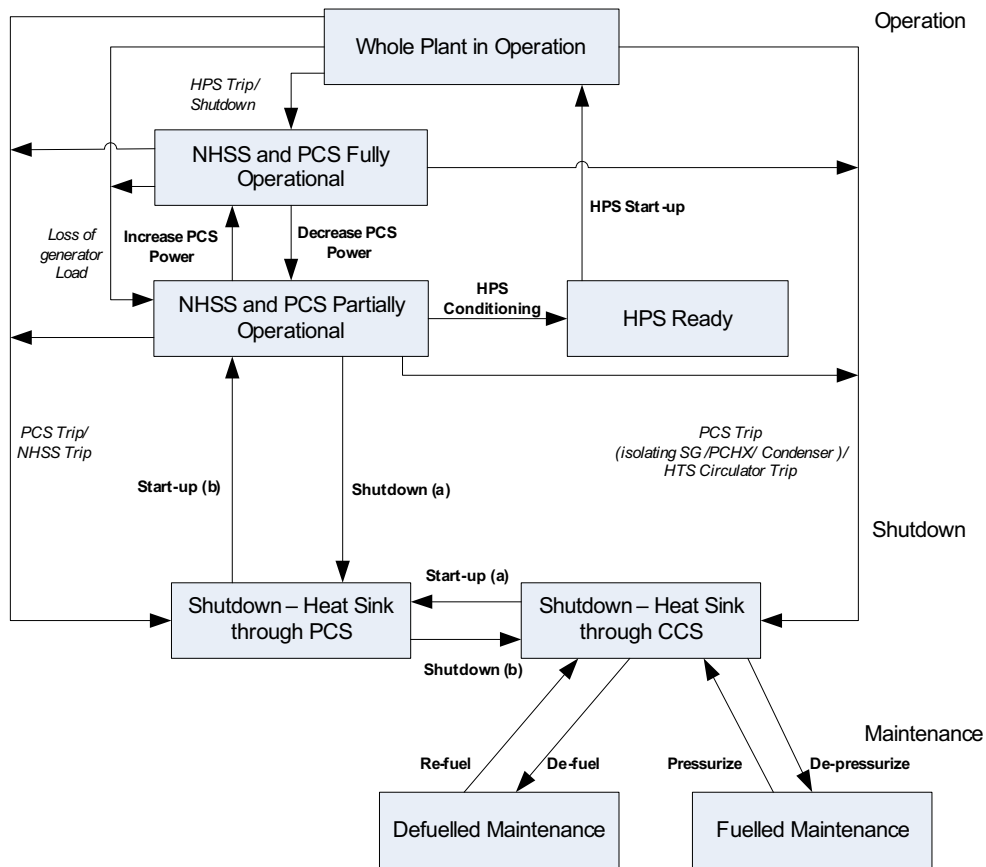 Operation
Whole Plant in Operation
HPS Trip/
Shutdown
NHSS and PCS Fully
Operational
HPS Start-up
Loss of
generator
Load
Increase PCS
Power
Decrease PCS
Power
NHSS and PCS Partially
Operational
HPS
Conditioning
HPS Ready
PCS Trip/
NHSS Trip
PCS Trip
(isolating SG /PCHX/ Condenser )/
HTS Circulator Trip
Start-up (b)
Shutdown (a)
Shutdown
Start-up (a)
Shutdown – Heat Sink
through PCS
Shutdown – Heat Sink
through CCS
Shutdown (b)
Maintenance
Re-fuel
De-fuel
Pressurize
De-pressurize
Defuelled Maintenance
Fuelled Maintenance